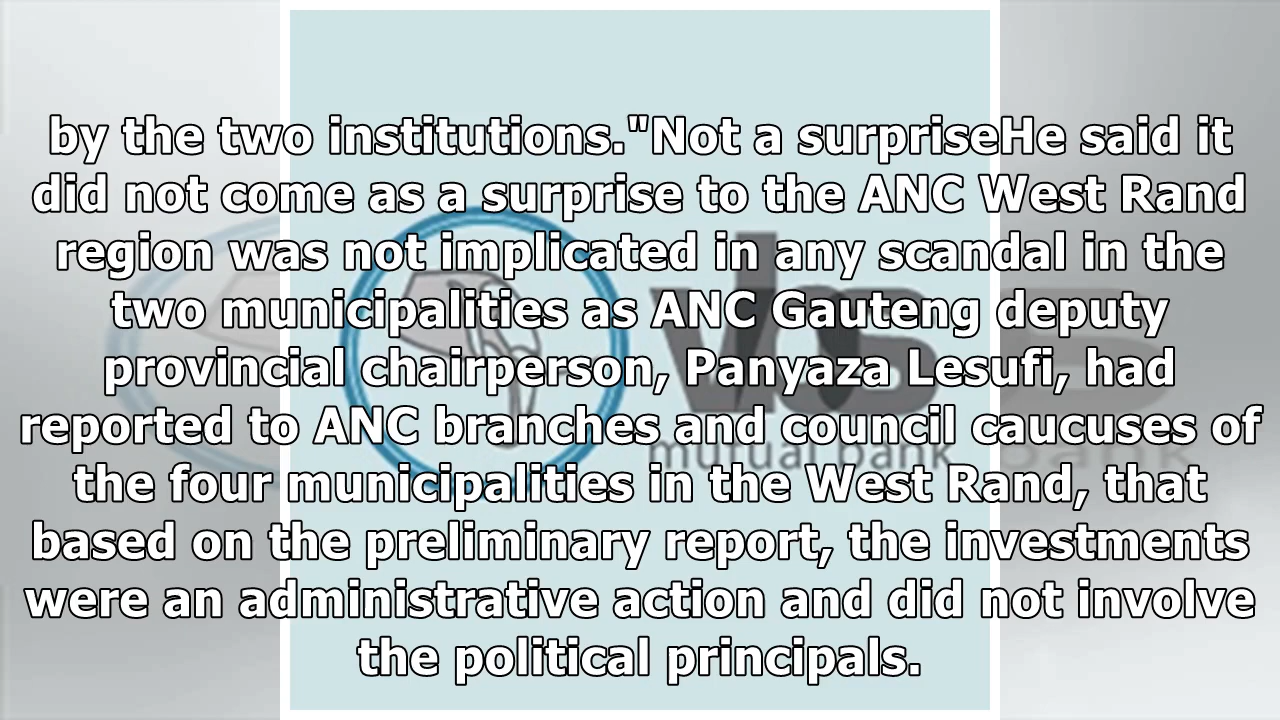 by the two institutions."Not a surpriseHe said it
did not come as a surprise to the ANC West Rand
region was not implicated in any scandal in the
two municipalities as ANC Gauteng deputy
provincial chairperson, Panyaza Lesufi, had
reported to ANC branches and council caucuses of
the four municipalities in the West Rand, that
based on the preliminary report, the investments
were an administrative action and did not involve
the political principals.
vbs
mutual bank